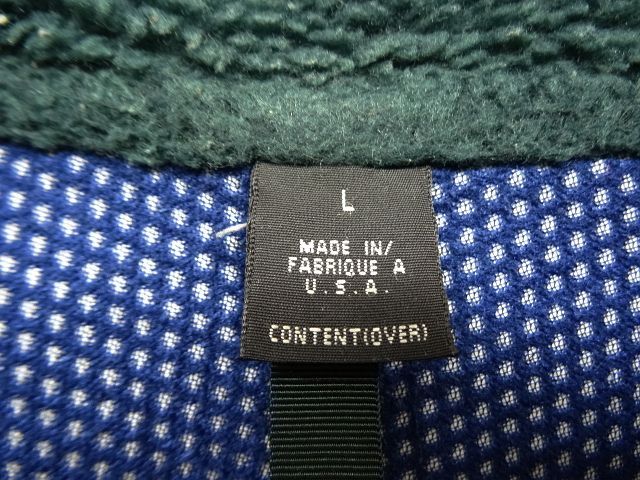 L
MADE IN/
FABRIQUE A
U.S.A.
CONTENT(OVER)